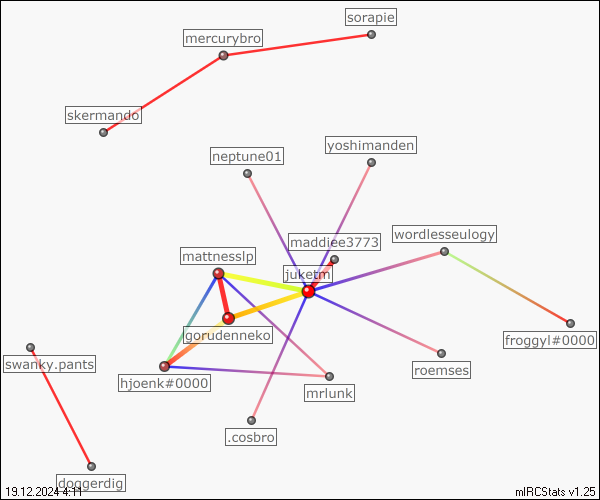 sorapie
mercurybro
skermando
yoshimanden
neptune01
wordlesseulogy
maddiee3773
mattnesslp
juketm
gorudenneko
froggyl#0000
swanky.pants
roemses
hjoenk#0000
mrlunk
.cosbro
doggerdig
19.12.2024 4:11
mIRCStats v1.25